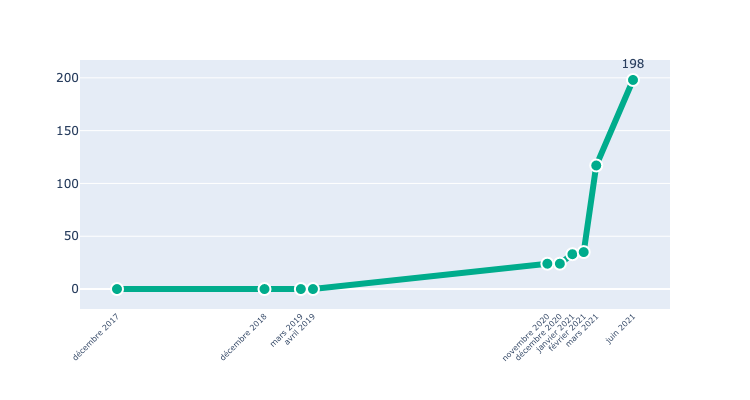 198
200
150
100
50
0
décembre 2017
décembre 2018
mars 2019
avril 2019
novembre 2020
décembre 2020
janvier 2021
février 2021
mars 2021
juin 2021